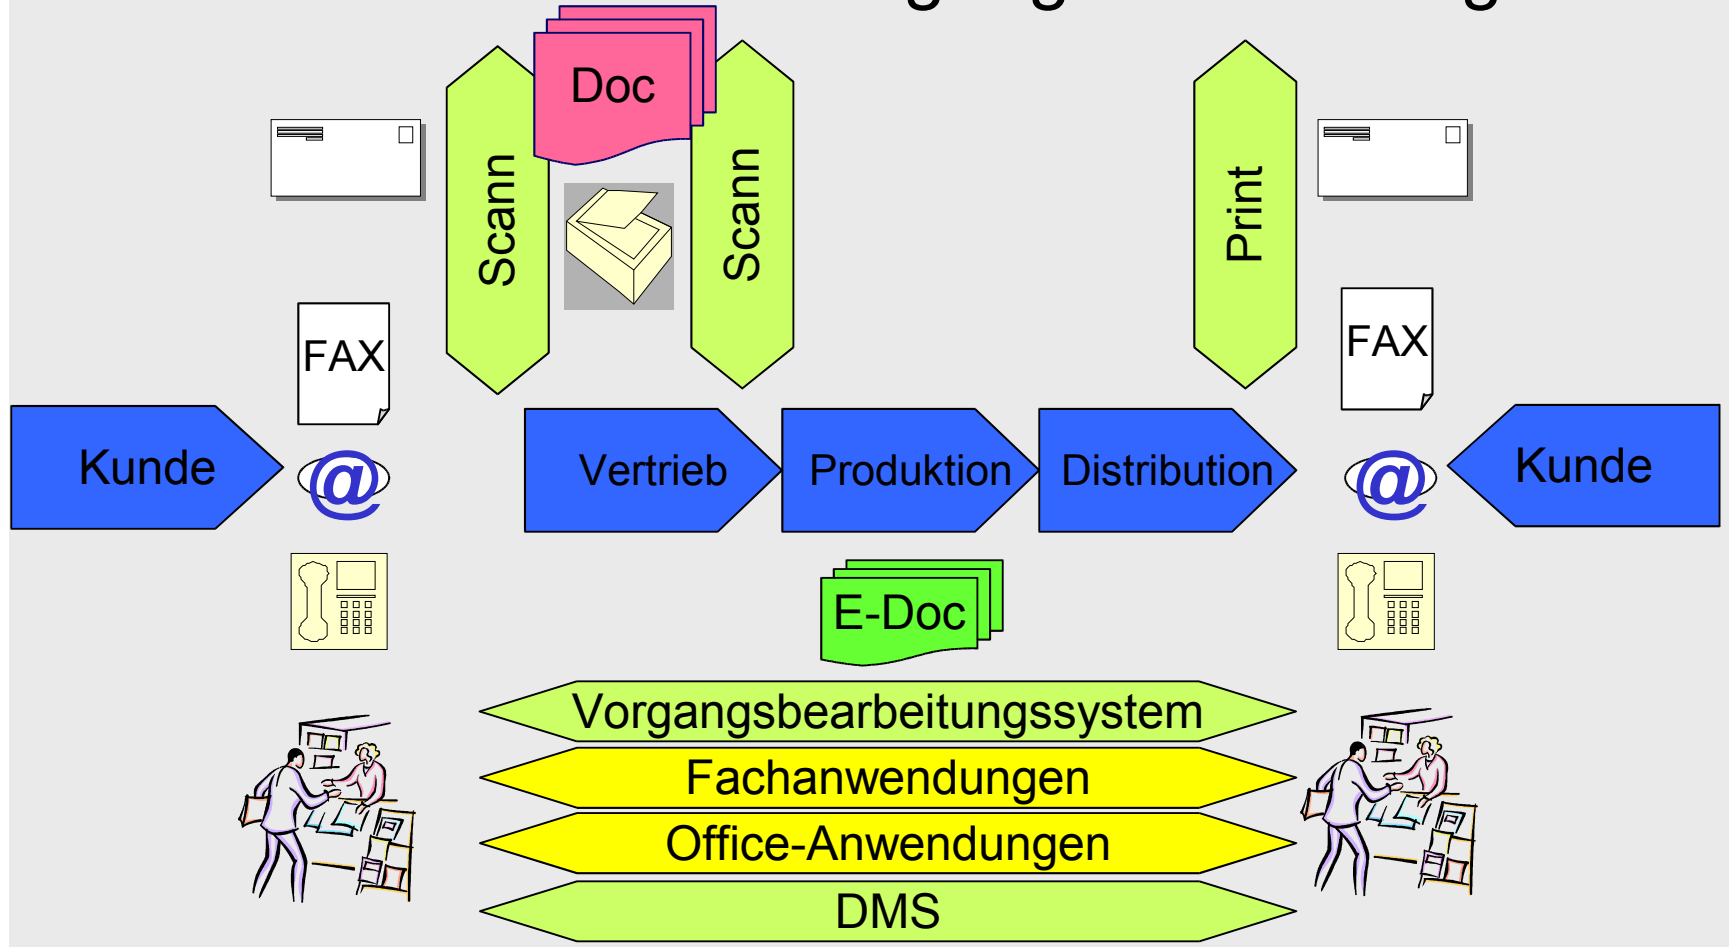 Doc
Scann
Scann
Print
FAX
FAX
Kunde
@
Vertrieb
Produktion
Distribution
@
Kunde
E-Doc
Vorgangsbearbeitungssystem
Fachanwendungen
Office-Anwendungen
DMS